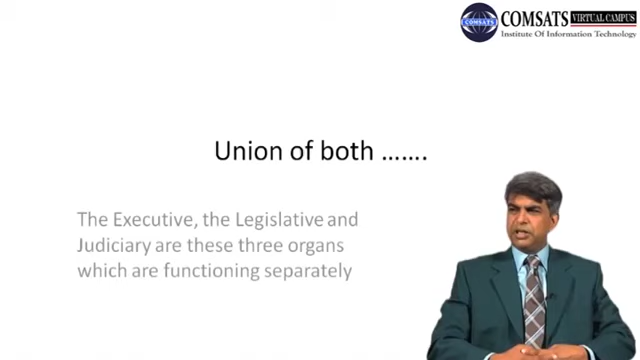 COMSATS VIRTUAL CAMPUS
Institute Of Information Technology
Union of both .......
The Executive, the Legislative and
Judiciary are these three organs
which are functioning separately